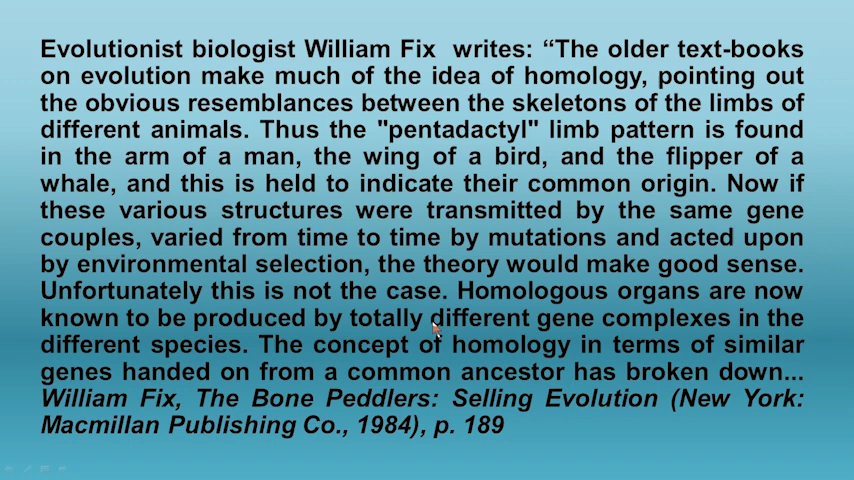 Evolutionist biologist William Fix writes: “The older text-books
on evolution make much of the idea of homology, pointing out
the obvious resemblances between the skeletons of the limbs of
different animals. Thus the "pentadactyl" limb pattern is found
in the arm of a man, the wing of a bird, and the flipper of a
whale, and this is held to indicate their common origin. Now if
these various structures were transmitted by the same gene
couples, varied from time to time by mutations and acted upon
by environmental selection, the theory would make good sense.
Unfortunately this is not the case. Homologous organs are now
known to be produced by totally different gene complexes in the
different species. The concept of homology in terms of similar
genes handed on from a common ancestor has broken down...
William Fix, The Bone Peddlers: Selling Evolution (New York:
Macmillan Publishing Co., 1984), p. 189